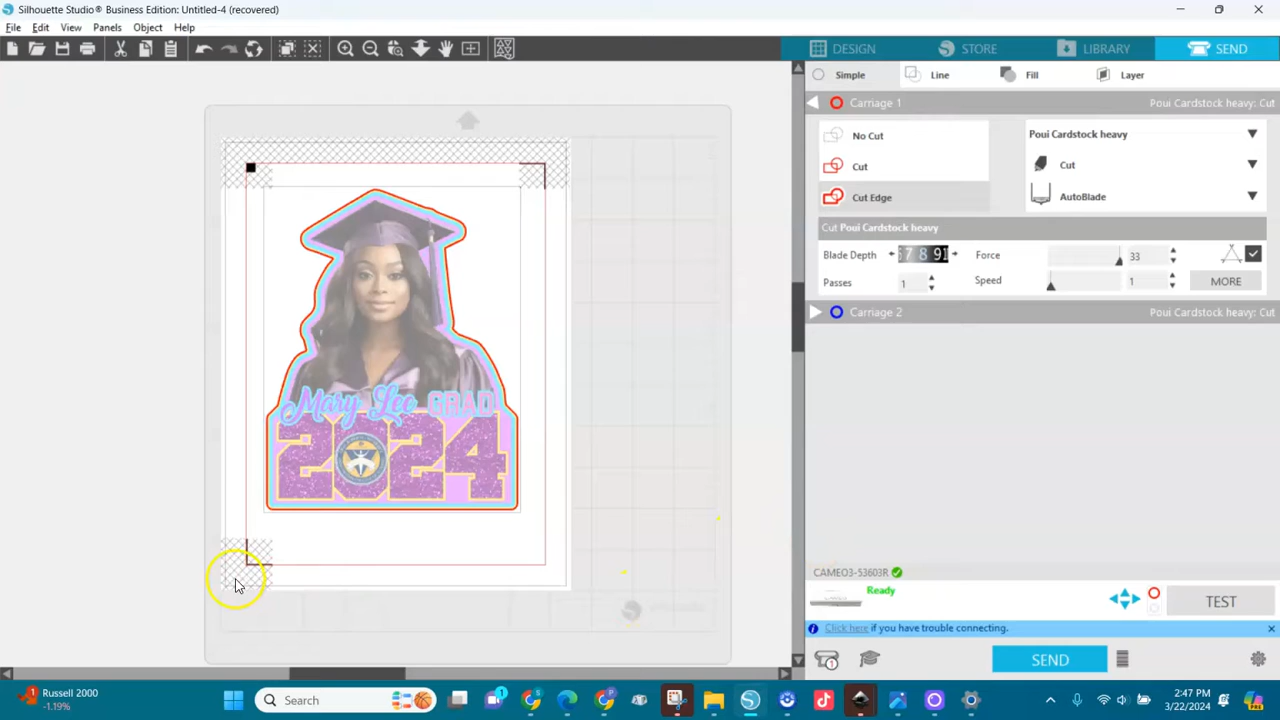 Silhouette Studio® Business Edition: Untitled-4 (recovered)
File Edit View Panels Object Help
DESIGN STORE LIBRARY SEND
Simple Line Fill Layer
Carriage 1 Poui Cardstock heavy: Cut
No Cut Poui Cardstock heavy
Cut Cut
Cut Edge AutoBlade
Cut Poui Cardstock heavy
Blade Depth 7 8 9 Force 33
Passes 1 Speed 1 MORE
Carriage 2 Poui Cardstock heavy: Cut
Mary Lee GRAD
2024
CAMEO3-53603R
Ready
TEST
Click here if you have trouble connecting.
1 SEND
Russell 2000
-1.19%
Search
2:47 PM
3/22/2024